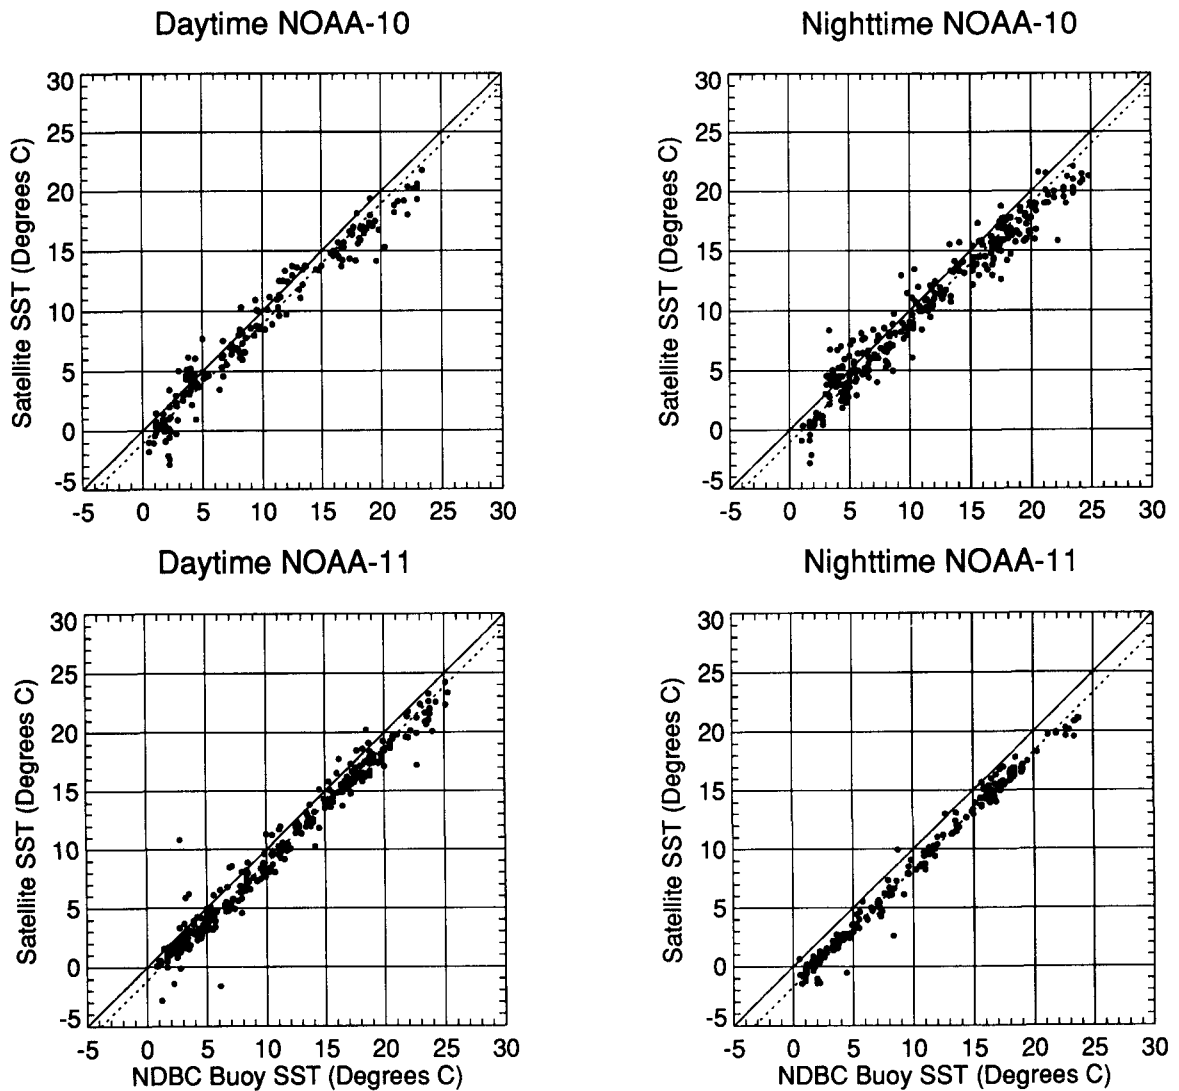 Daytime NOAA-10
Nighttime NOAA-10
30
25
20
15
10
5
0
-5
Satellite SST (Degrees C)
-5 0 5 10 15 20 25 30
30
25
20
15
10
5
0
-5
Satellite SST (Degrees C)
-5 0 5 10 15 20 25 30
Daytime NOAA-11
Nighttime NOAA-11
30
25
20
15
10
5
0
-5
Satellite SST (Degrees C)
-5 0 5 10 15 20 25 30
NDBC Buoy SST (Degrees C)
30
25
20
15
10
5
0
-5
Satellite SST (Degrees C)
-5 0 5 10 15 20 25 30
NDBC Buoy SST (Degrees C)